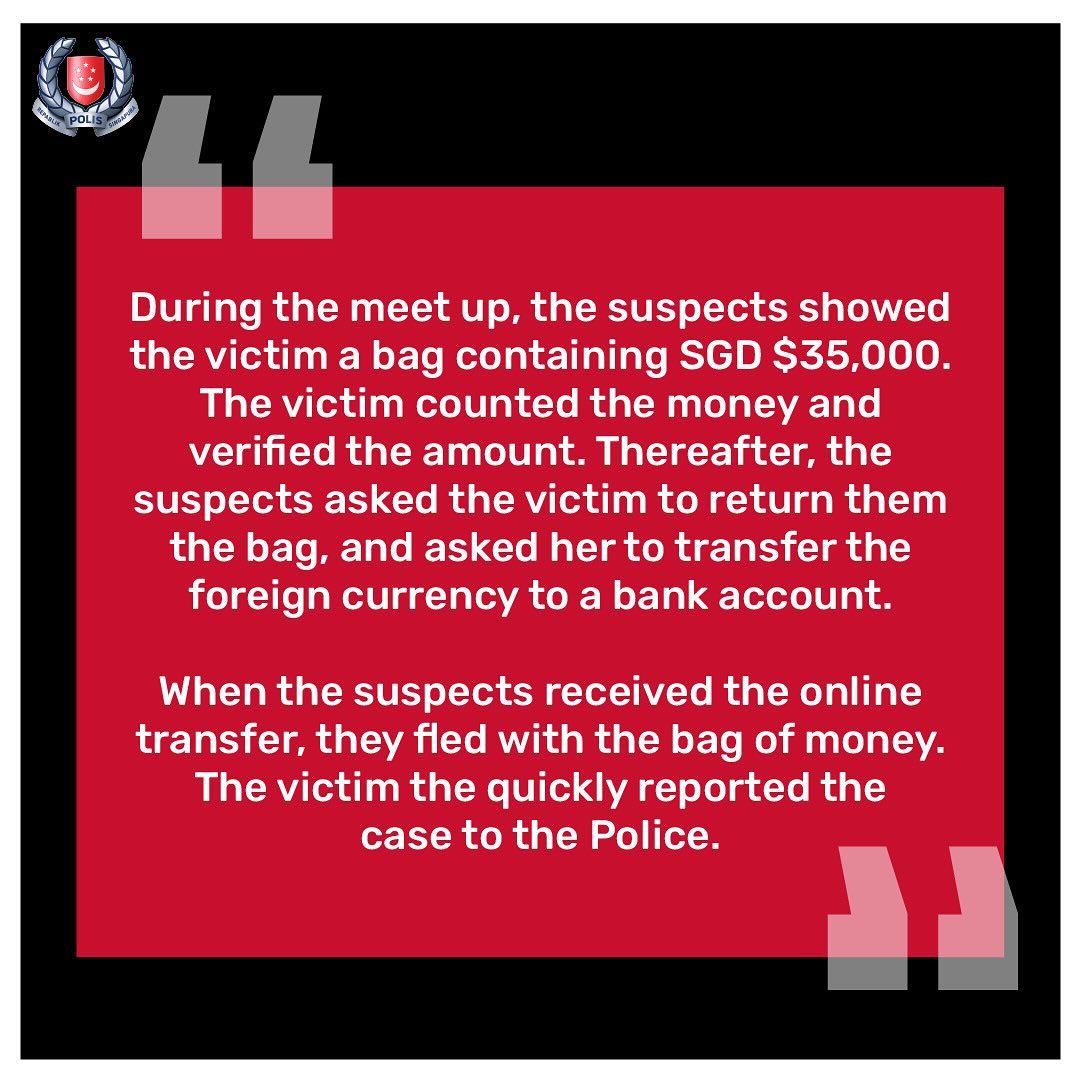 REPABLIK POLIS SINGAPURA
During the meet up, the suspects showed
the victim a bag containing SGD $35,000.
The victim counted the money and
verified the amount. Thereafter, the
suspects asked the victim to return them
the bag, and asked her to transfer the
foreign currency to a bank account.
When the suspects received the online
transfer, they fled with the bag of money.
The victim the quickly reported the
case to the Police.